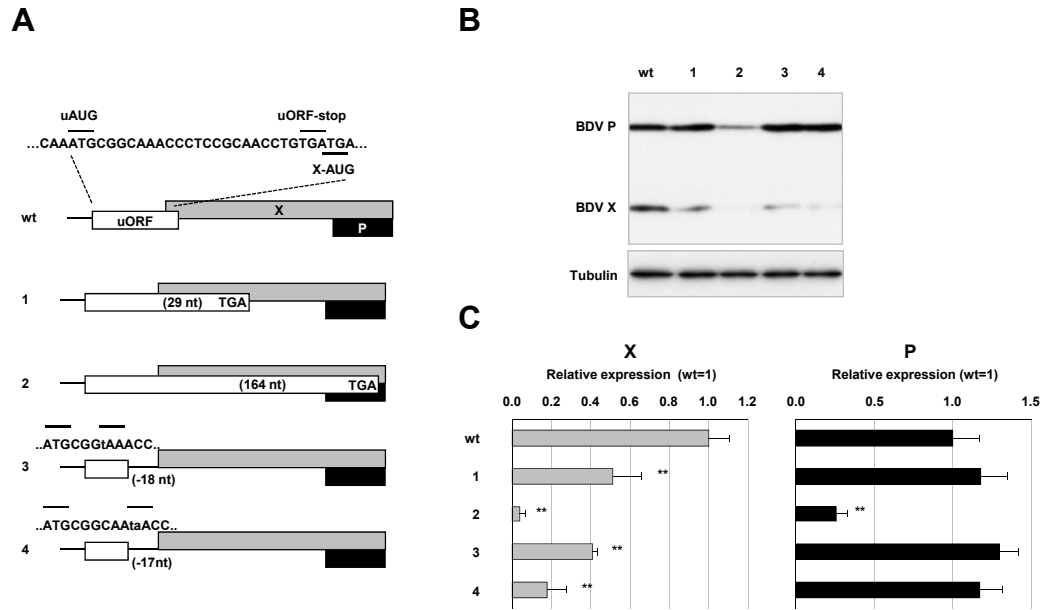 A
uAUG
uORF-stop
...CAAATGCGGCAAACCCTCCGCAACCTGTGATGA...
X-AUG
wt
uORF
X
P
1
(29 nt)
TGA
2
(164 nt)
TGA
..ATGCGGtAAACC..
3
(-18 nt)
..ATGCGGCAAtaACC..
4
(-17nt)
B
wt 1 2 3 4
BDV P
BDV X
Tubulin
C
X
Relative expression (wt=1)
0.0 0.2 0.4 0.6 0.8 1.0 1.2
P
Relative expression (wt=1)
0.0 0.5 1.0 1.5
wt
1 **
2 ** **
3 **
4 **